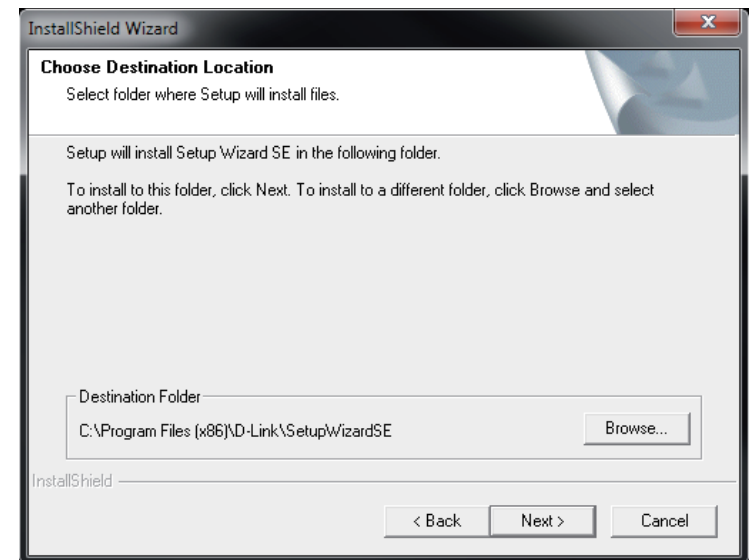 InstallShield Wizard
Choose Destination Location
Select folder where Setup will install files.
Setup will install Setup Wizard SE in the following folder.
To install to this folder, click Next. To install to a different folder, click Browse and select
another folder.
Destination Folder
C:\Program Files (x86)\D-Link\SetupWizardSE
Browse...
InstallShield
< Back
Next >
Cancel